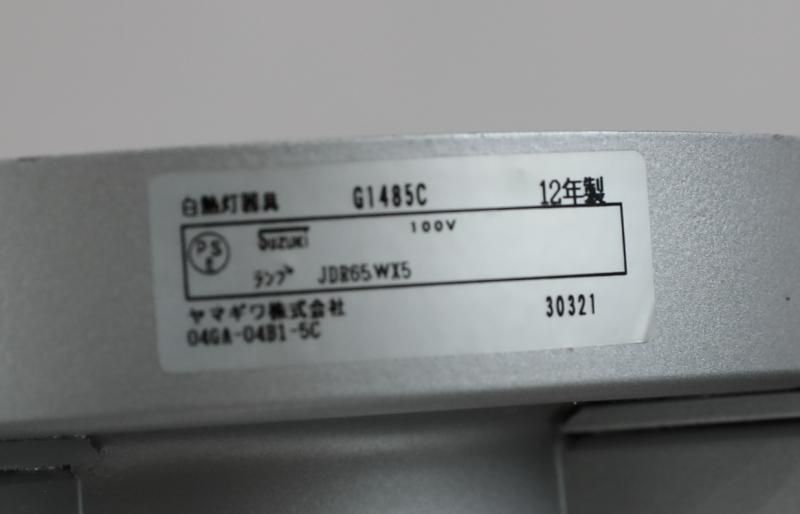 白熱灯器具 G1485C 12年製
PSE SUZUKI 100V
ランプ JDR65WX5
ヤマギワ株式会社 30321
04GA-04B1-5C